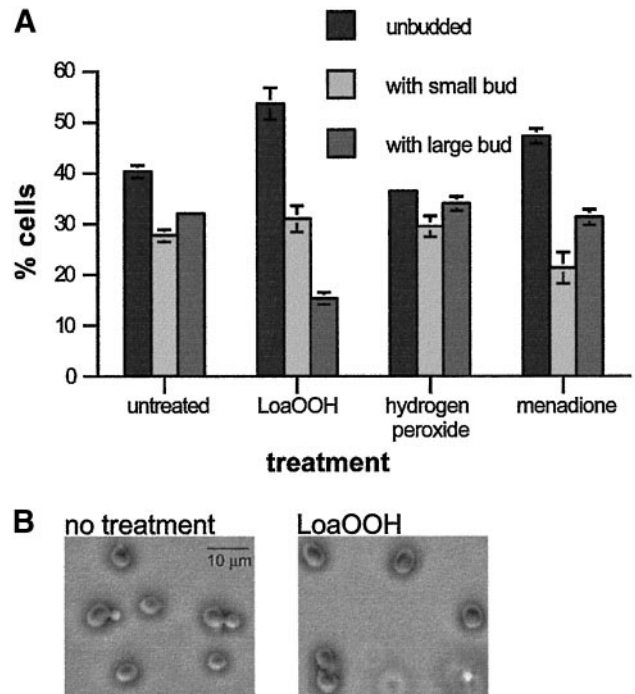 A
unbudded
with small bud
with large bud
60
50
40
30
20
10
0
% cells
untreated
LoaOOH
hydrogen
peroxide
menadione
treatment
B
no treatment
LoaOOH
10 µm